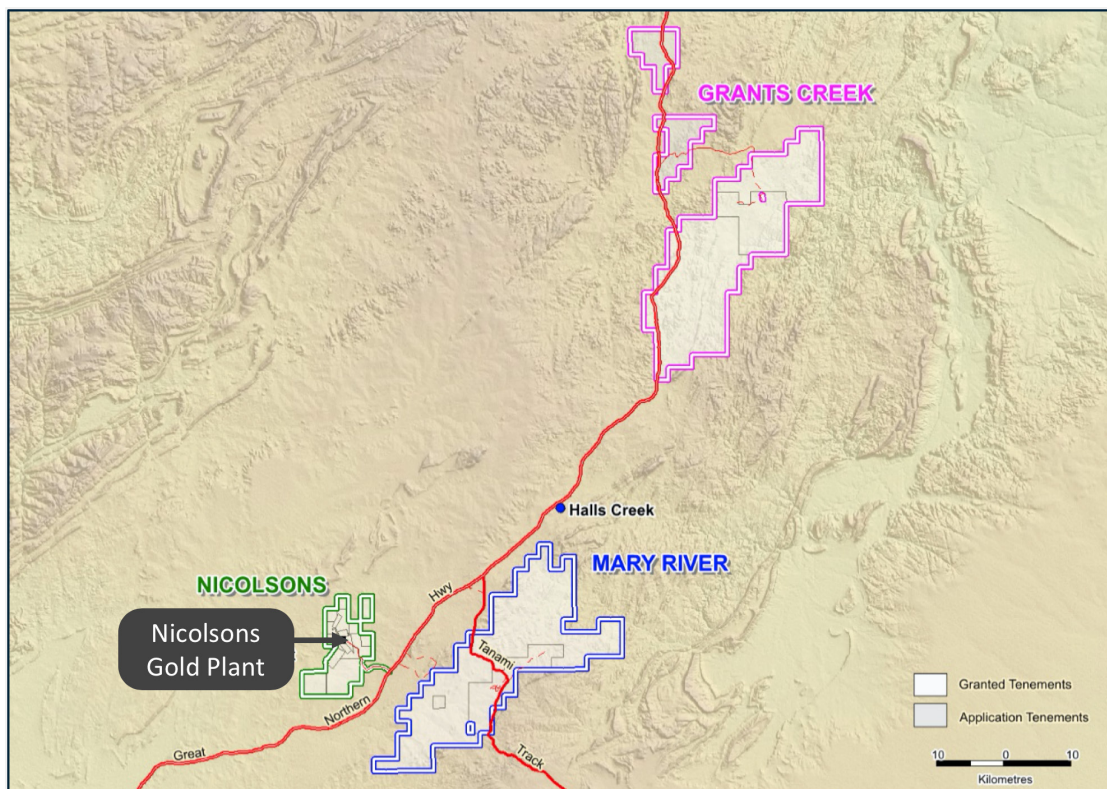 GRANTS CREEK
Halls Creek
MARY RIVER
NICOLSONS
Hwy
Nicolsons
Gold Plant
Tanami
Northern
Great
Track
Granted Tenements
Application Tenements
10 0 10
Kilometres